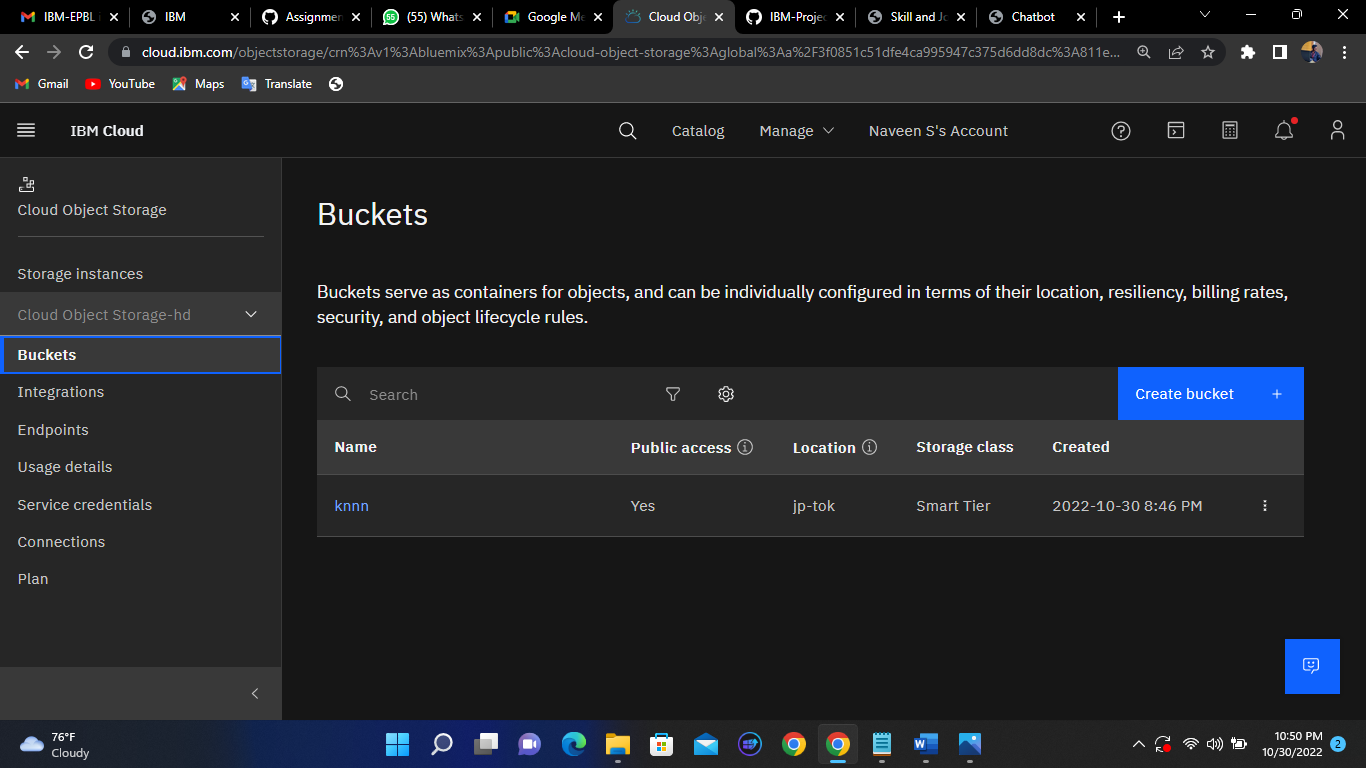 IBM-EPBL i
IBM
Assignmen
(55) Whats
Google Me
Cloud Obje
IBM-Projec
Skill and Jo
Chatbot
cloud.ibm.com/objectstorage/crn%3Av1%3Abluemix%3Apublic%3Acloud-object-storage%3Aglobal%3Aa%2F3f0851c51dfe4ca995947c375d6dd8dc%3A811e...
Gmail
YouTube
Maps
Translate
IBM Cloud
Catalog
Manage
Naveen S's Account
Cloud Object Storage
Storage instances
Cloud Object Storage-hd
Buckets
Integrations
Endpoints
Usage details
Service credentials
Connections
Plan
Buckets
Buckets serve as containers for objects, and can be individually configured in terms of their location, resiliency, billing rates,
security, and object lifecycle rules.
Search
Create bucket +
Name Public access Location Storage class Created
knnn Yes jp-tok Smart Tier 2022-10-30 8:46 PM
76°F
Cloudy
10:50 PM
10/30/2022
2